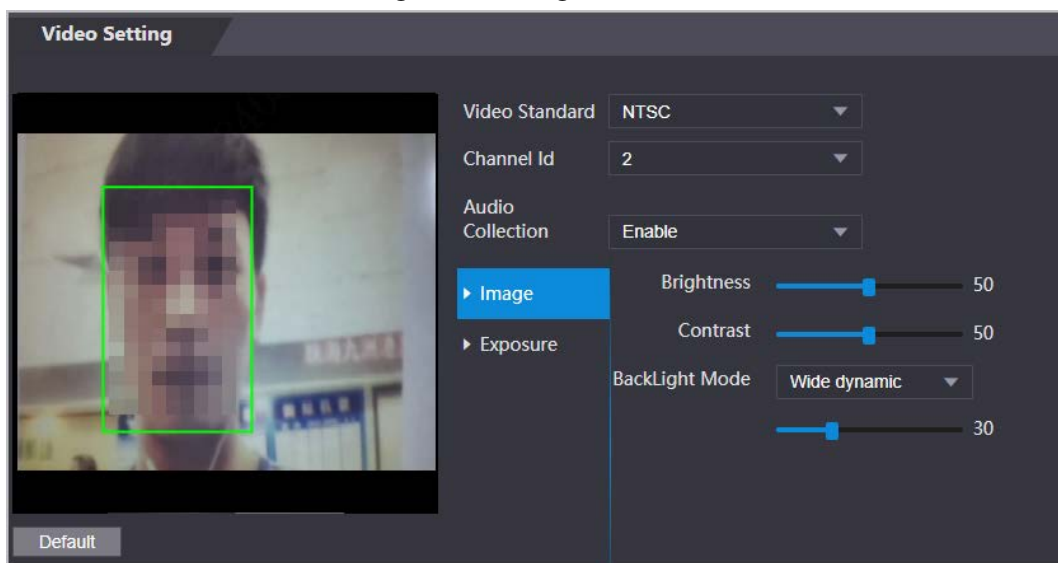 Video Setting
Video Standard NTSC
Channel Id 2
Audio
Collection Enable
Image
Exposure
Brightness 50
Contrast 50
BackLight Mode Wide dynamic
30
Default